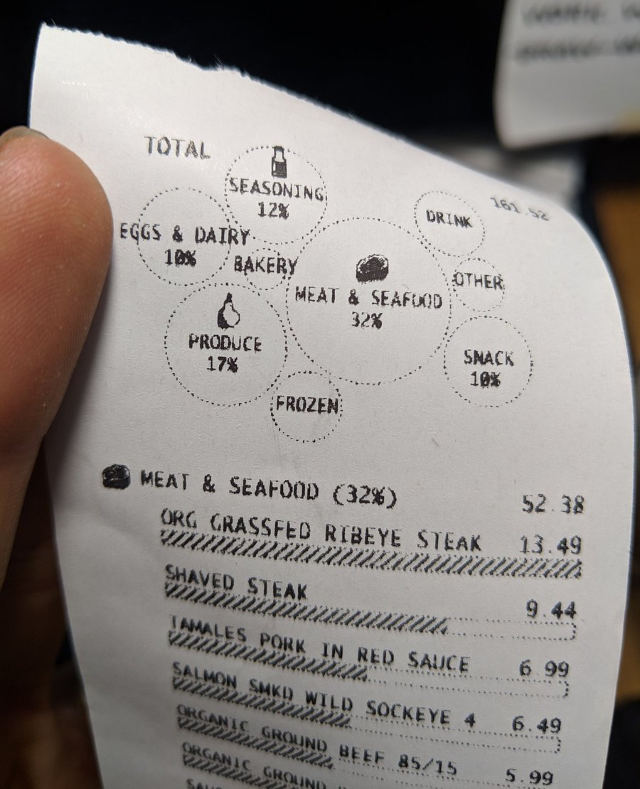 TOTAL
161.52
SEASONING
12%
DRINK
EGGS & DAIRY
10%
BAKERY
OTHER
MEAT & SEAFOOD
32%
PRODUCE
17%
SNACK
10%
FROZEN
MEAT & SEAFOOD (32%) 52.38
ORG GRASSFED RIBEYE STEAK 13.49
SHAVED STEAK 9.44
TAMALES PORK IN RED SAUCE 6.99
SALMON SMKD WILD SOCKEYE 4 6.49
ORGANIC GROUND BEEF 85/15 5.99
ORGANIC GROUND